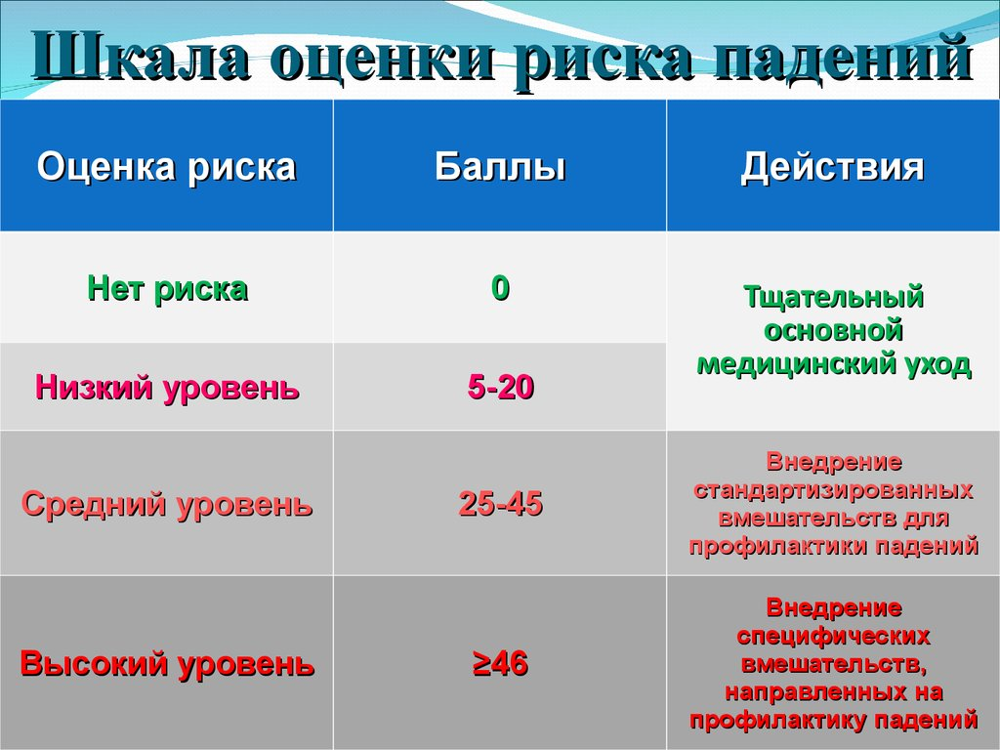 Шкала оценки риска падений
Оценка риска
Баллы
Действия
Нет риска
0
Тщательный
основной
медицинский уход
Низкий уровень
5-20
Средний уровень
25-45
Внедрение
стандартизированных
вмешательств для
профилактики падений
Высокий уровень
≥46
Внедрение
специфических
вмешательств,
направленных на
профилактику падений